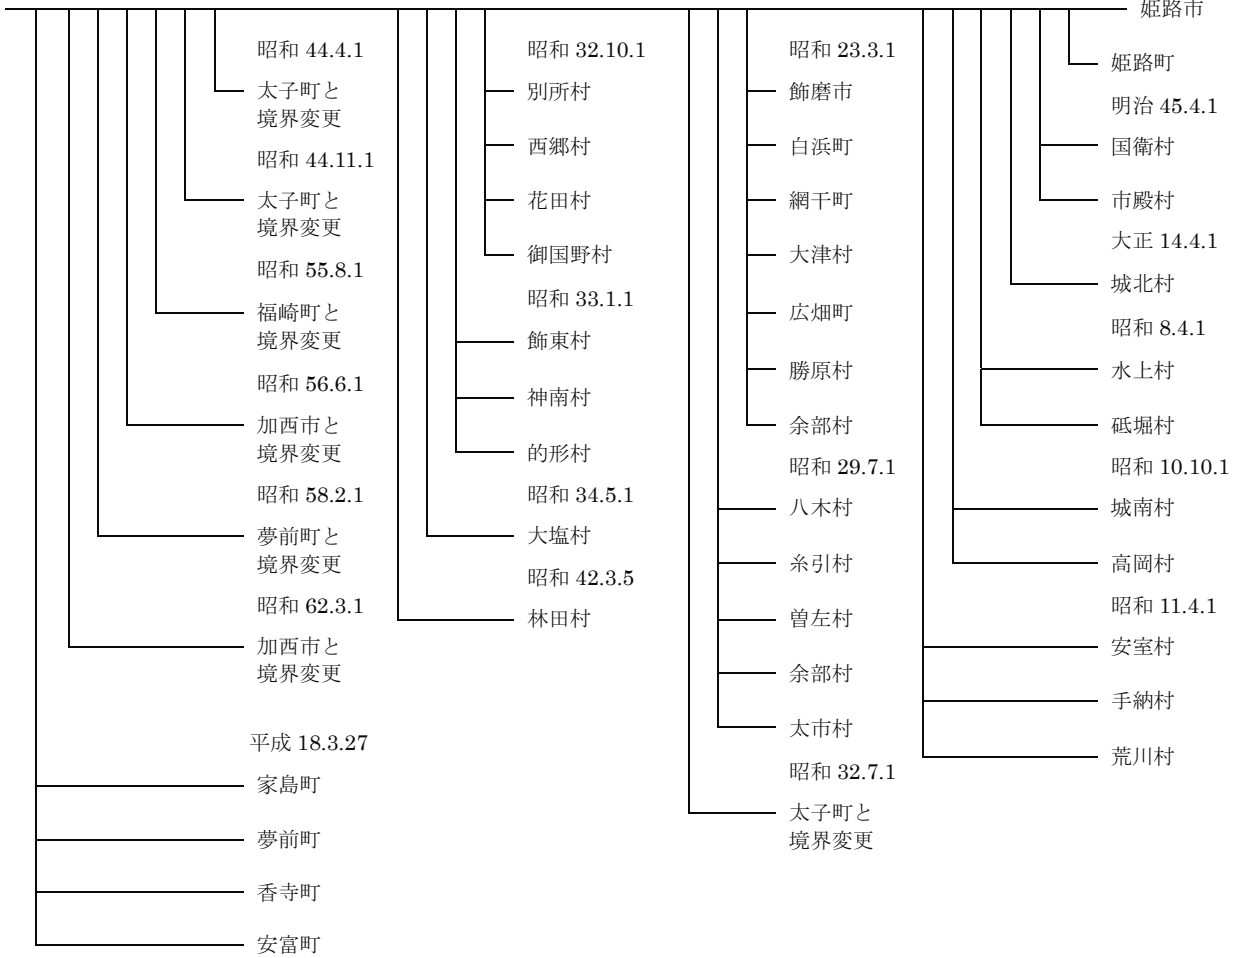 姫路市
姫路町
明治 45.4.1
国衛村
市殿村
大正 14.4.1
城北村
昭和 8.4.1
水上村
砥堀村
昭和 10.10.1
城南村
高岡村
昭和 11.4.1
安室村
手納村
荒川村
昭和 23.3.1
飾磨市
白浜町
網干町
大津村
広畑町
勝原村
余部村
昭和 29.7.1
八木村
糸引村
曽左村
余部村
太市村
昭和 32.7.1
太子町と
境界変更
昭和 32.10.1
別所村
西郷村
花田村
御国野村
昭和 33.1.1
飾東村
神南村
的形村
昭和 34.5.1
大塩村
昭和 42.3.5
林田村
昭和 44.4.1
太子町と
境界変更
昭和 44.11.1
太子町と
境界変更
昭和 55.8.1
福崎町と
境界変更
昭和 56.6.1
加西市と
境界変更
昭和 58.2.1
夢前町と
境界変更
昭和 62.3.1
加西市と
境界変更
平成 18.3.27
家島町
夢前町
香寺町
安富町